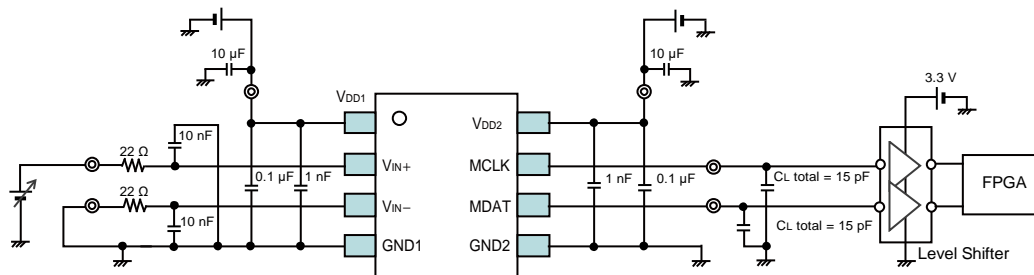 10 µF
10 µF
3.3 V
VDD1
VDD2
10 nF
22 Ω
VIN+
MCLK
0.1 µF
1 nF
1 nF
0.1 µF
CL total = 15 pF
FPGA
22 Ω
VIN−
MDAT
10 nF
CL total = 15 pF
GND1
GND2
Level Shifter